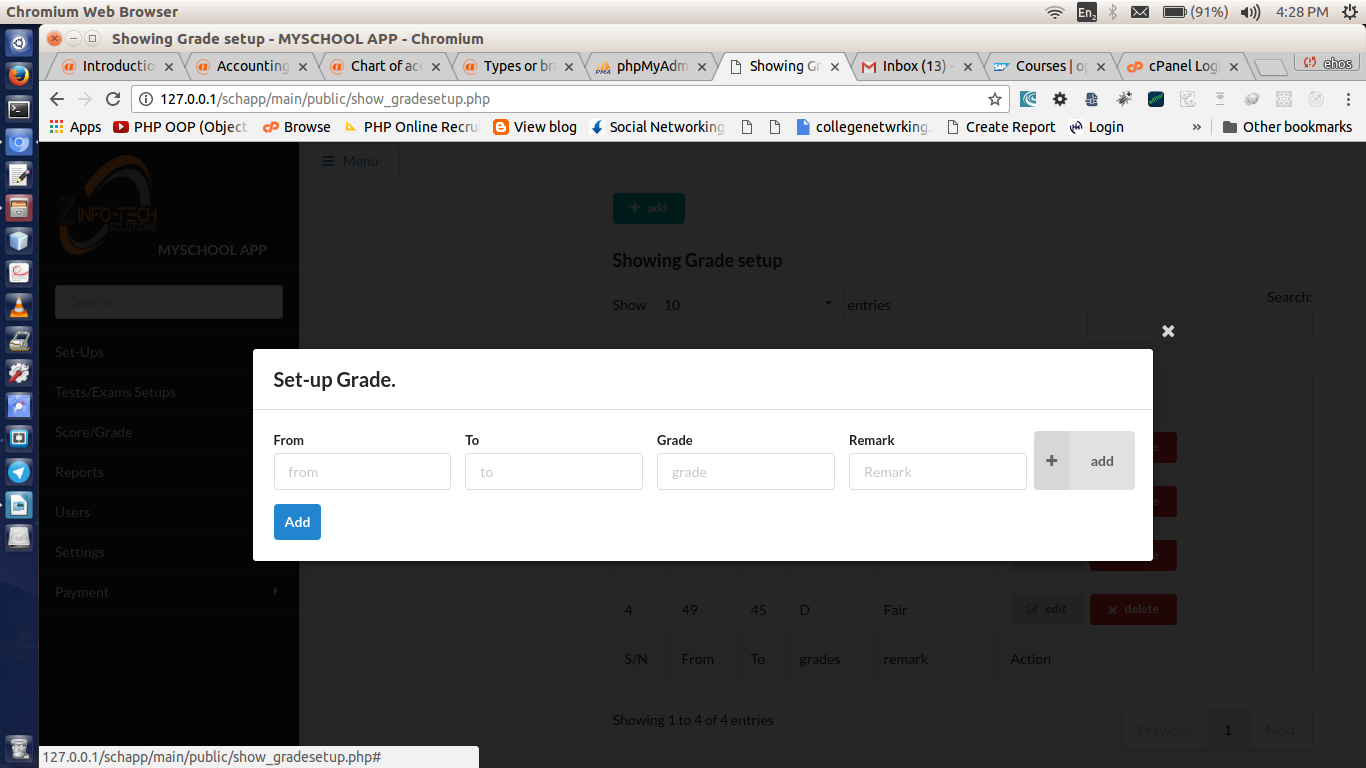 Chromium Web Browser
En2
(91%)
4:28 PM
Showing Grade setup - MYSCHOOL APP - Chromium
Introductio
Accounting
Chart of acc
Types or bra
phpMyAdm
Showing Gr
Inbox (13) -
Courses | op
cPanel Logi
ehos
127.0.0.1/schapp/main/public/show_gradesetup.php
Apps
PHP OOP (Object
Browse
PHP Online Recru
View blog
Social Networking
collegenetwrking.
Create Report
Login
»
Other bookmarks
Z INFO-TECH
SOLUTIONS
MYSCHOOL APP
Menu
add
Showing Grade setup
Show 10 entries
Search:
Search...
Set-Ups
Tests/Exams Setups
Score/Grade
Reports
Users
Settings
Payment
Set-up Grade.
From To Grade Remark
from to grade Remark
add
Add
4 49 45 D Fair edit delete
S/N From To grades remark Action
Showing 1 to 4 of 4 entries
Previous 1 Next
127.0.0.1/schapp/main/public/show_gradesetup.php#